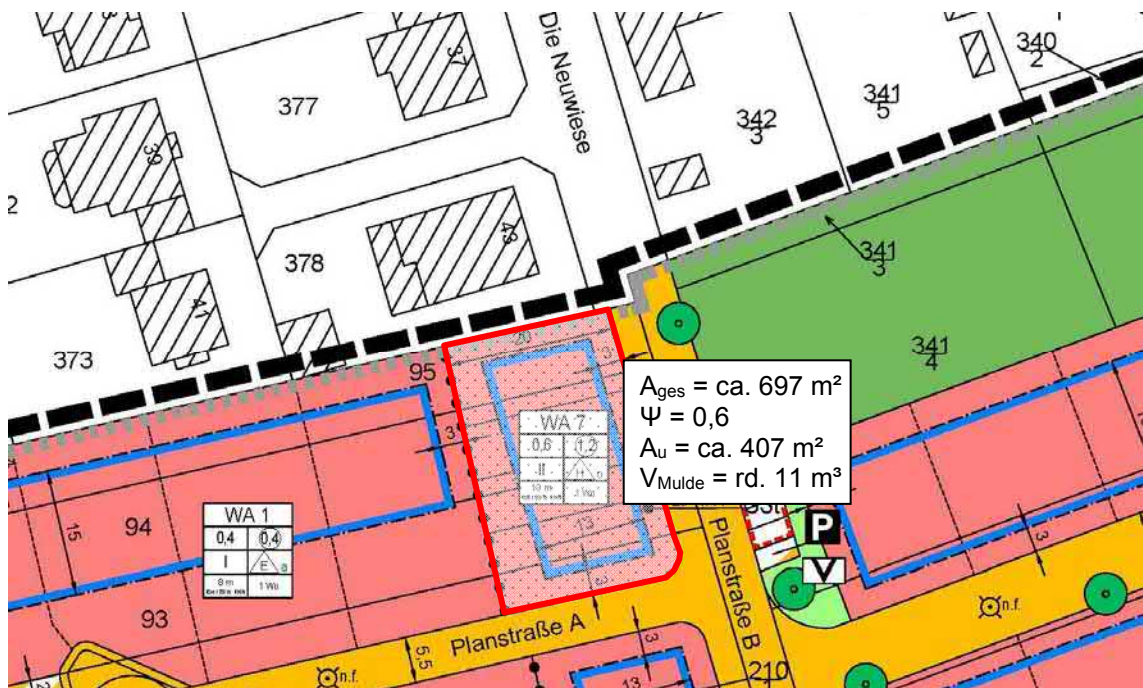 37
340
2
Die Neuwiese
377
341
5
342
3
39
2
43
341
3
378
41
373
341
4
95
20
3
A_ges = ca. 697 m²
Ψ = 0,6
A_u = ca. 407 m²
V_Mulde = rd. 11 m³
WA 7
0,6 1,2
II H
3
15
94
WA 1
0,4 0,4
I E
8 m 1 Wo
13
3
P
V
3
93
Planstraße A
Planstraße B
n.f.
5,5
3
n.f.
210
13
2